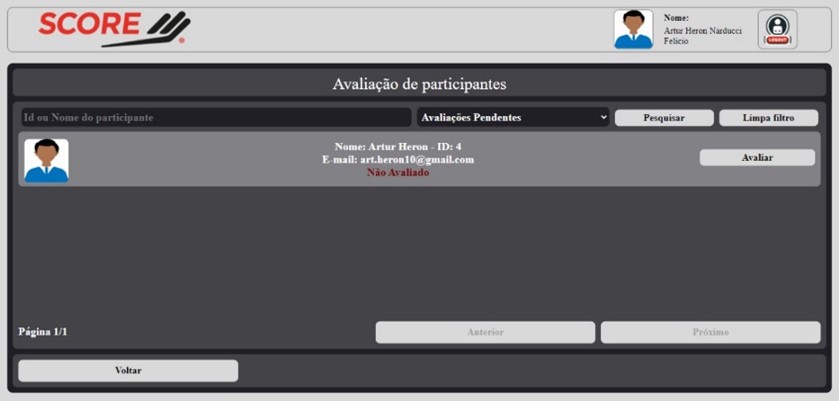 SCORE
Nome:
Artur Heron Narducci
Felicio
LOGOUT
Avaliação de participantes
Id ou Nome do participante
Avaliações Pendentes
Pesquisar
Limpa filtro
Nome: Artur Heron - ID: 4
E-mail: art.heron10@gmail.com
Não Avaliado
Avaliar
Página 1/1
Anterior
Próximo
Voltar